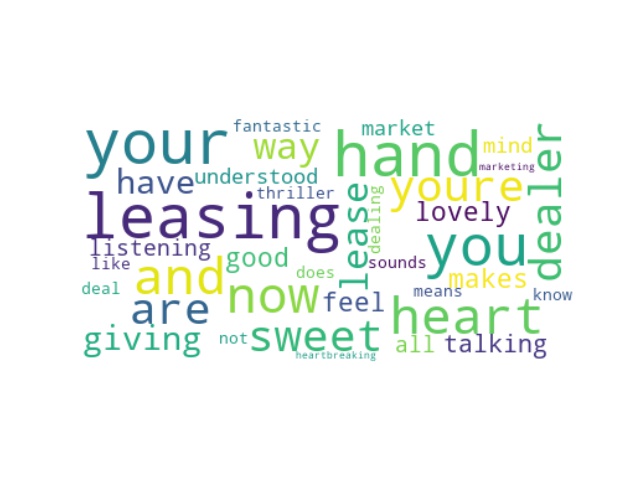 your
fantastic
way
market
hand
mind
marketing
dealer
have
understood
thriller
youre
lovely
leasing
lease
dealing
you
listening
like
good
sounds
and
does
makes
deal
are
now
feel
means
know
heart
giving
not
sweet
all
talking
heartbreaking